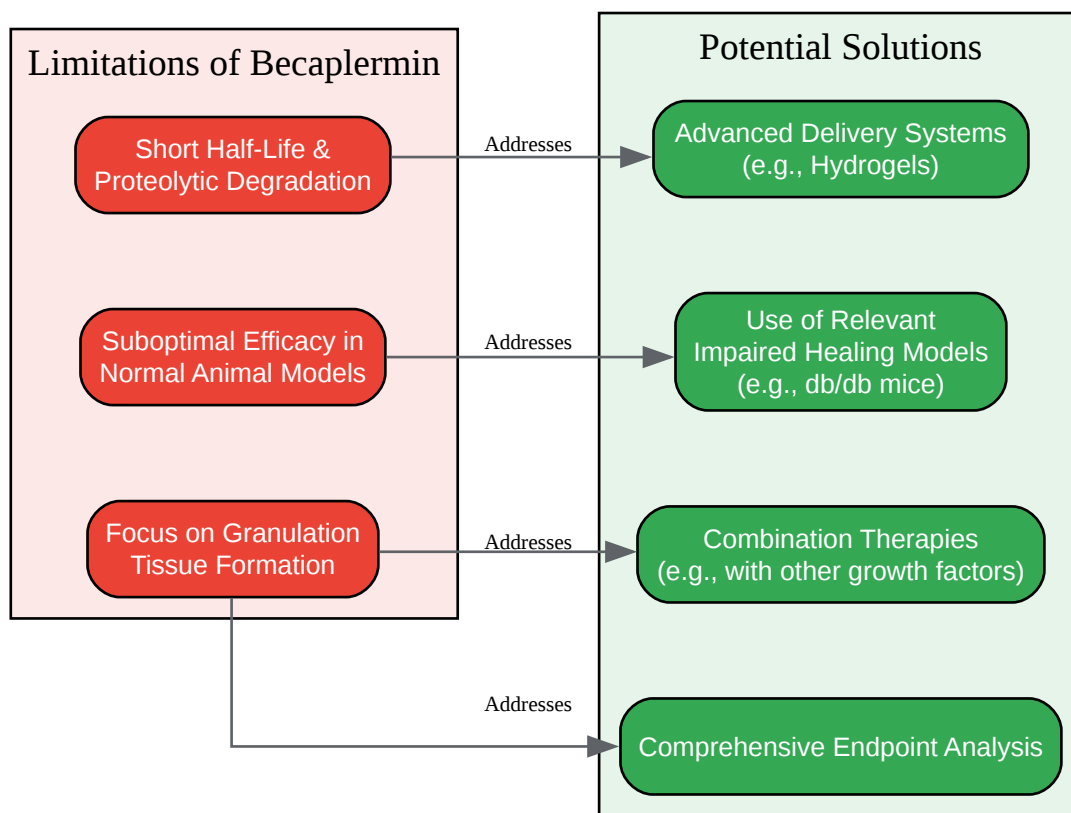 Limitations of Becaplermin
Short Half-Life &
Proteolytic Degradation
Suboptimal Efficacy in
Normal Animal Models
Focus on Granulation
Tissue Formation
Addresses
Addresses
Addresses
Addresses
Potential Solutions
Advanced Delivery Systems
(e.g., Hydrogels)
Use of Relevant
Impaired Healing Models
(e.g., db/db mice)
Combination Therapies
(e.g., with other growth factors)
Comprehensive Endpoint Analysis